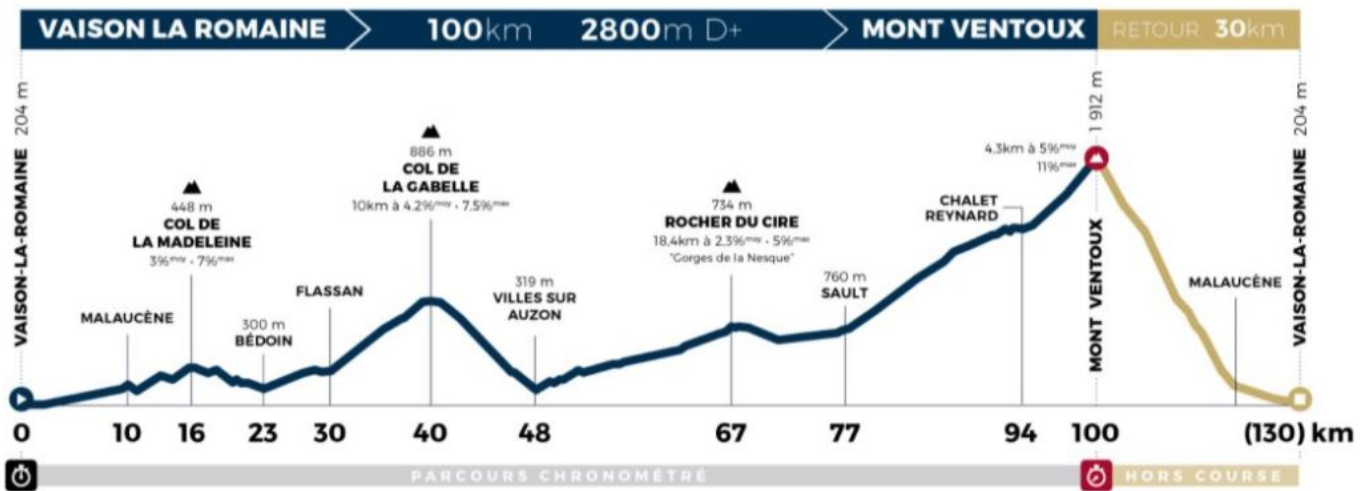 VAISON LA ROMAINE 100km 2800m D+ MONT VENTOUX RETOUR 30km
VAISON-LA-ROMAINE 204 m
MALAUCÈNE
448 m
COL DE
LA MADELEINE
3%moy - 7%max
300 m
BÉDOIN
FLASSAN
886 m
COL DE
LA GABELLE
10km à 4.2%moy - 7.5%max
319 m
VILLES SUR
AUZON
734 m
ROCHER DU CIRE
18,4km à 2.3%moy - 5%max
"Gorges de la Nesque"
760 m
SAULT
CHALET
REYNARD
4.3km à 5%moy
11%max
MONT VENTOUX 1 912 m
MALAUCÈNE
VAISON-LA-ROMAINE 204 m
0 10 16 23 30 40 48 67 77 94 100 (130) km
PARCOURS CHRONOMÉTRÉ HORS COURSE